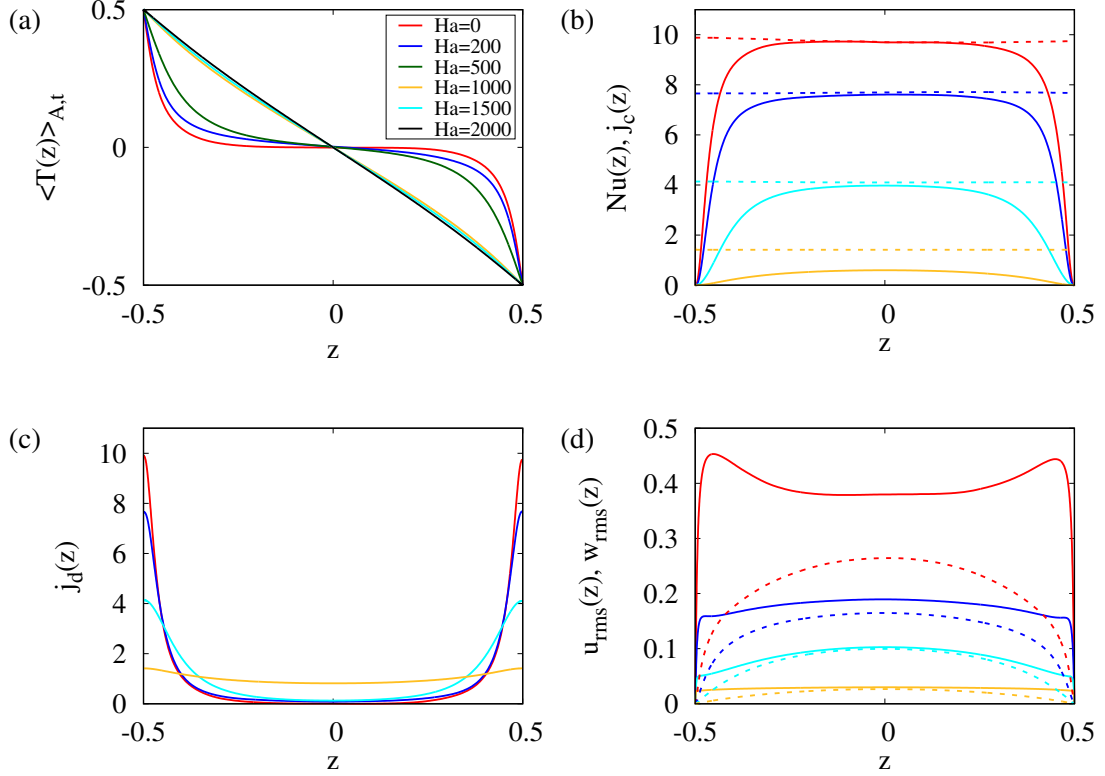 (a)
0.5
0
-0.5
<T(z)>A,t
-0.5 0 0.5
z
Ha=0
Ha=200
Ha=500
Ha=1000
Ha=1500
Ha=2000
(b)
10
8
6
4
2
0
Nu(z), jc(z)
-0.5 0 0.5
z
(c)
10
8
6
4
2
0
jd(z)
-0.5 0 0.5
z
(d)
0.5
0.4
0.3
0.2
0.1
0
urms(z), wrms(z)
-0.5 0 0.5
z